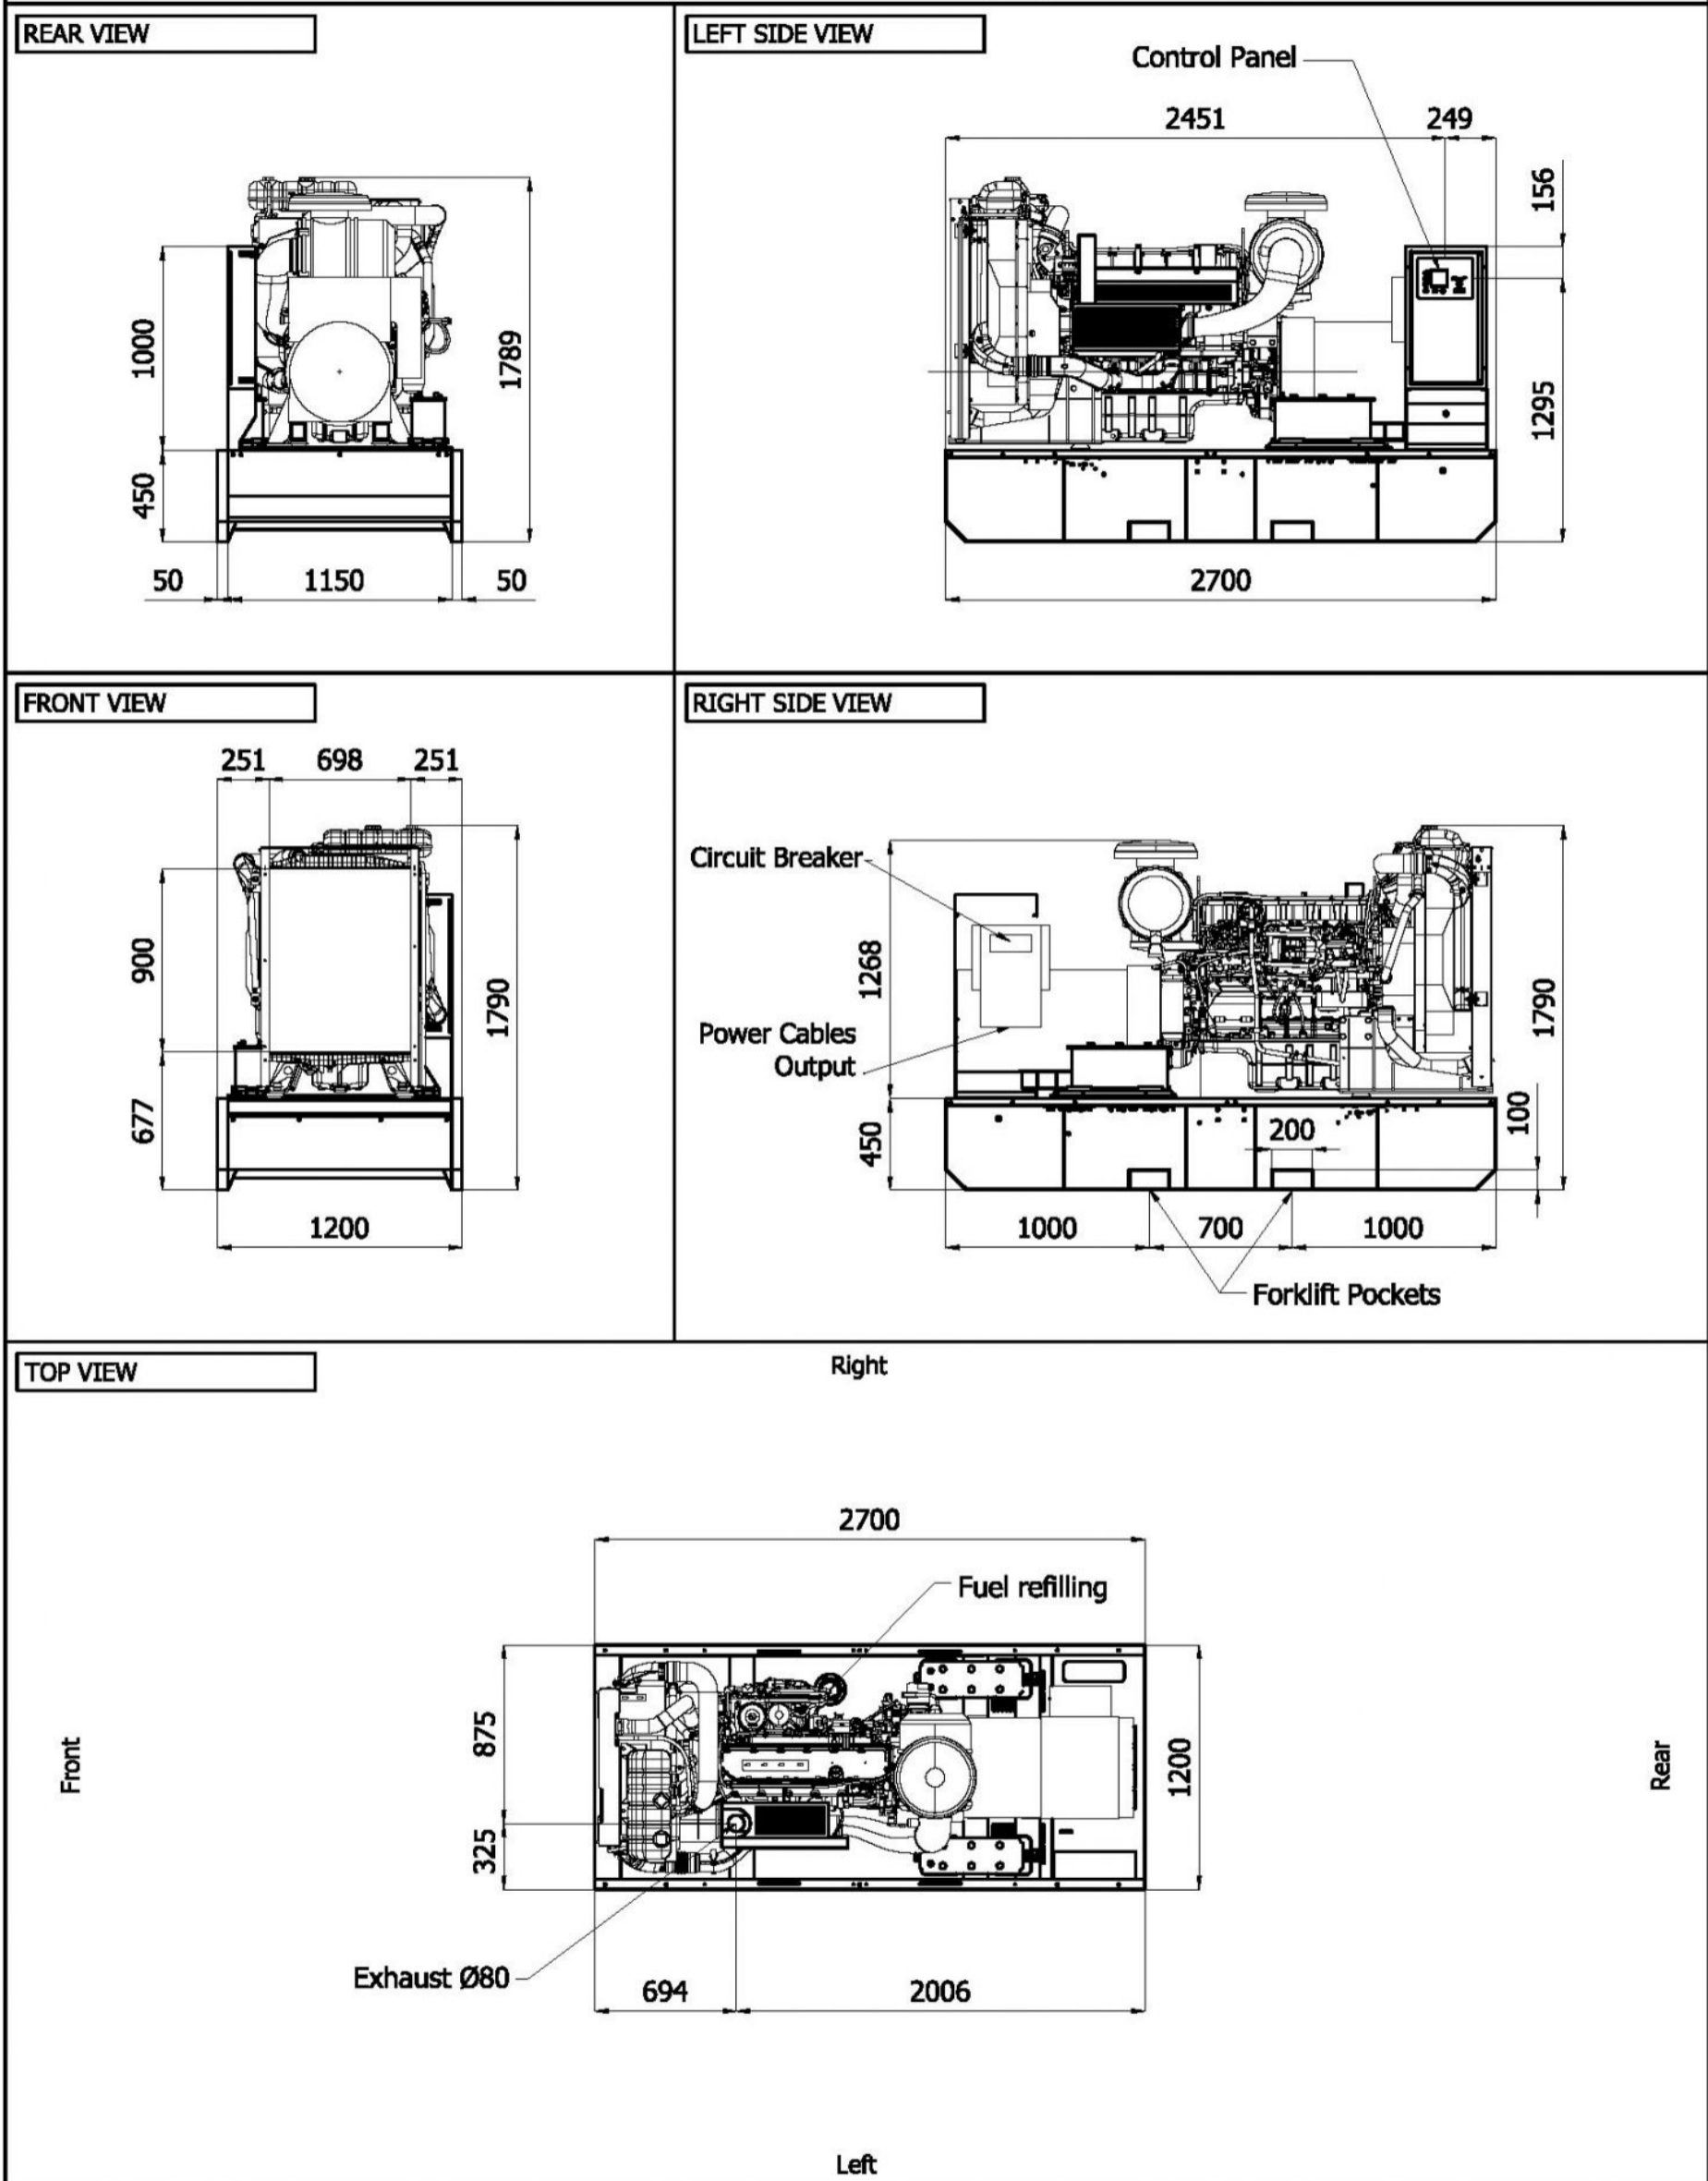 REAR VIEW
1000
450
1789
50
1150
50
LEFT SIDE VIEW
Control Panel
2451
249
156
1295
2700
FRONT VIEW
251
698
251
900
677
1790
1200
RIGHT SIDE VIEW
Circuit Breaker
1268
Power Cables
Output
450
200
100
1790
1000
700
1000
Forklift Pockets
TOP VIEW
Right
2700
Fuel refilling
Front
875
325
1200
Rear
Exhaust Ø80
694
2006
Left